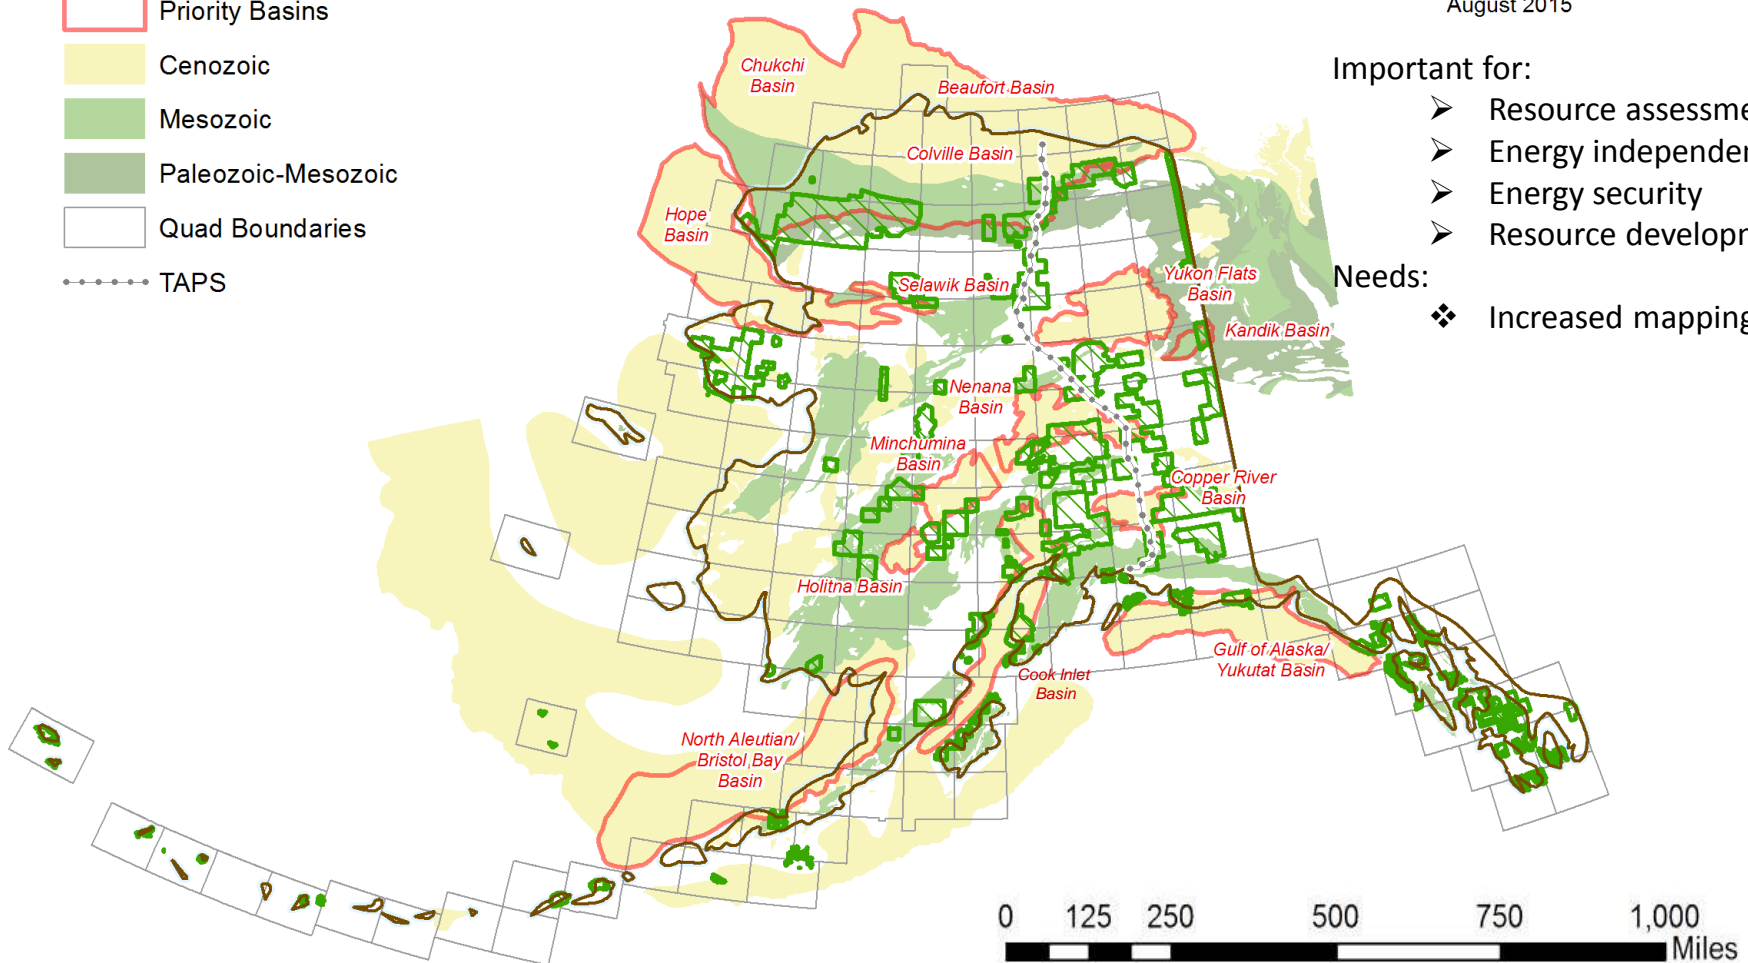 Priority Basins
Cenozoic
Mesozoic
Paleozoic-Mesozoic
Quad Boundaries
TAPS
August 2015
Important for:
➢ Resource assessme
➢ Energy independen
➢ Energy security
➢ Resource developm
Needs:
❖ Increased mapping
Chukchi
Basin
Beaufort Basin
Colville Basin
Hope
Basin
Selawik Basin
Yukon Flats
Basin
Kandik Basin
Nenana
Basin
Minchumina
Basin
Copper River
Basin
Holitna Basin
Gulf of Alaska/
Yukutat Basin
Cook Inlet
Basin
North Aleutian/
Bristol Bay
Basin
0 125 250 500 750 1,000
Miles